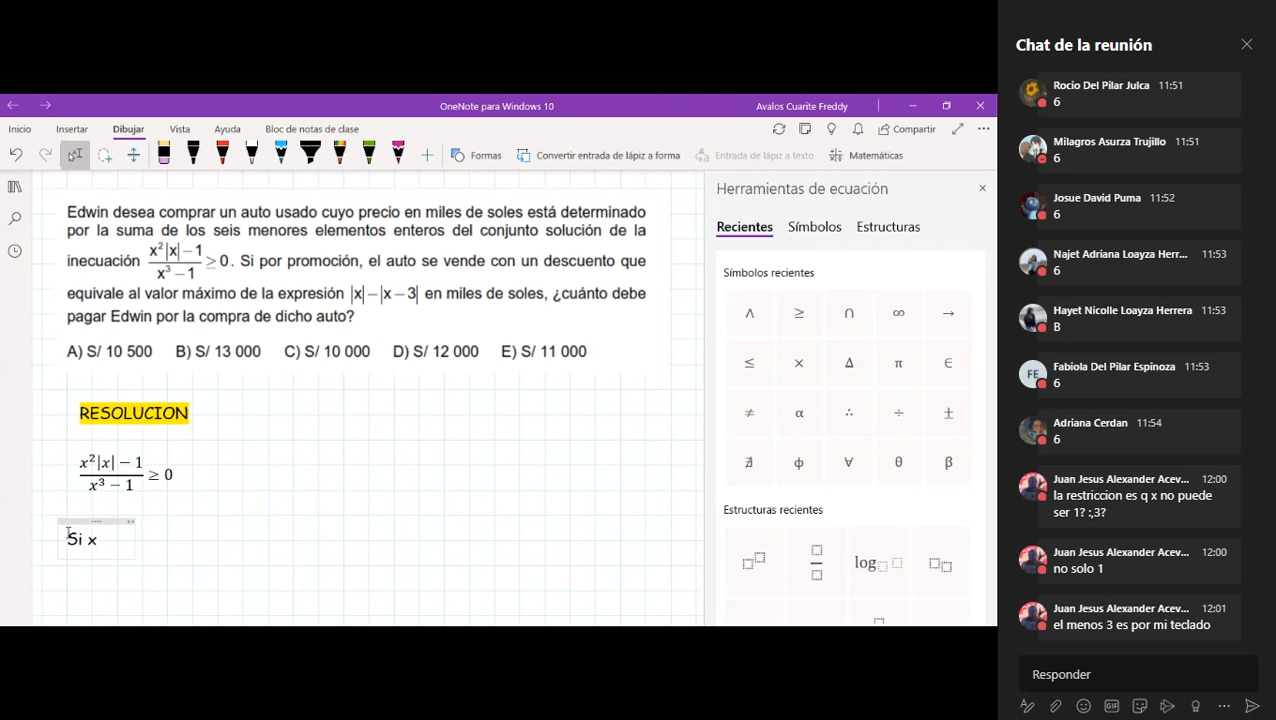 OneNote para Windows 10
Avalos Cuarite Freddy
Inicio
Insertar
Dibujar
Vista
Ayuda
Bloc de notas de clase
Compartir
Formas
Convertir entrada de lápiz a forma
Entrada de lápiz a texto
Matemáticas
Edwin desea comprar un auto usado cuyo precio en miles de soles está determinado
por la suma de los seis menores elementos enteros del conjunto solución de la
inecuación (x²|x|−1)/(x³−1) ≥0. Si por promoción, el auto se vende con un descuento que
equivale al valor máximo de la expresión |x|−|x−3| en miles de soles, ¿cuánto debe
pagar Edwin por la compra de dicho auto?
A) S/ 10 500 B) S/ 13 000 C) S/ 10 000 D) S/ 12 000 E) S/ 11 000
RESOLUCION
(x²|x|−1)/(x³−1) ≥ 0
Si x
Herramientas de ecuación
Recientes
Símbolos
Estructuras
Símbolos recientes
∧ ≥ ∩ ∞ →
≤ × Δ π ∈
≠ α ∴ ÷ ±
∄ ϕ ∀ θ β
Estructuras recientes
log
Chat de la reunión
Rocio Del Pilar Julca 11:51
6
Milagros Asurza Trujillo 11:51
6
Josue David Puma 11:52
6
Najet Adriana Loayza Herr... 11:53
6
Hayet Nicolle Loayza Herrera 11:53
B
FE
Fabiola Del Pilar Espinoza 11:53
6
Adriana Cerdan 11:54
6
Juan Jesus Alexander Acev... 12:00
la restriccion es q x no puede
ser 1? :,3?
Juan Jesus Alexander Acev... 12:00
no solo 1
Juan Jesus Alexander Acev... 12:01
el menos 3 es por mi teclado
Responder
GIF